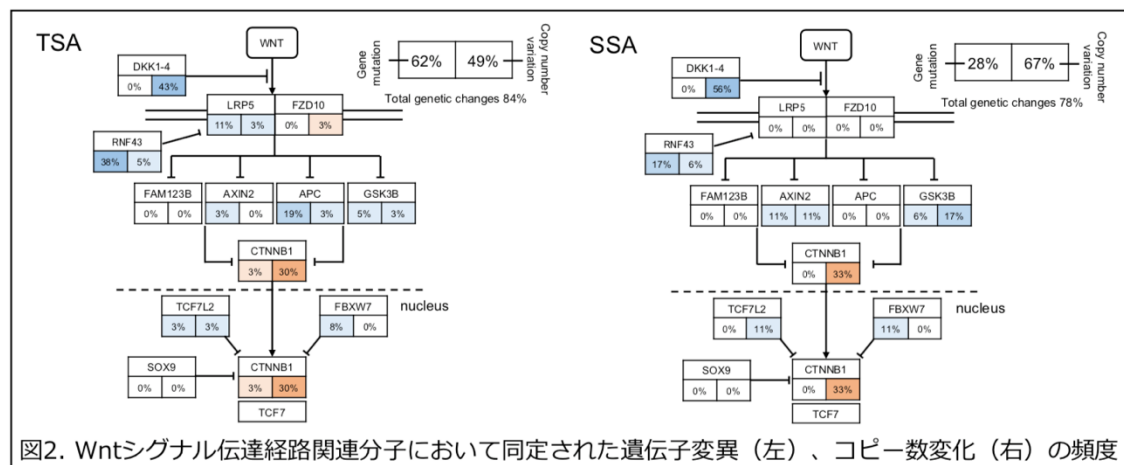 TSA
WNT
DKK1-4
0% 43%
Gene mutation
62% 49%
Copy number variation
Total genetic changes 84%
LRP5 FZD10
11% 3% 0% 3%
RNF43
38% 5%
FAM123B AXIN2 APC GSK3B
0% 0% 3% 0% 19% 3% 5% 3%
CTNNB1
3% 30%
nucleus
TCF7L2 FBXW7
3% 3% 8% 0%
SOX9
0% 0%
CTNNB1
3% 30%
TCF7
SSA
WNT
DKK1-4
0% 56%
Gene mutation
28% 67%
Copy number variation
Total genetic changes 78%
LRP5 FZD10
0% 0% 0% 0%
RNF43
17% 6%
FAM123B AXIN2 APC GSK3B
0% 0% 11% 11% 0% 0% 6% 17%
CTNNB1
0% 33%
nucleus
TCF7L2 FBXW7
0% 11% 11% 0%
SOX9
0% 0%
CTNNB1
0% 33%
TCF7
図2. Wntシグナル伝達経路関連分子において同定された遺伝子変異（左）、コピー数変化（右）の頻度